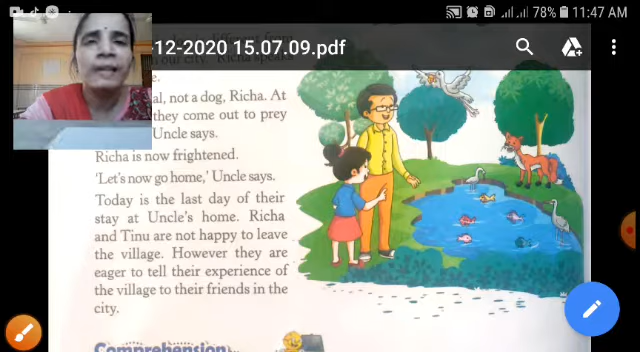 78% 11:47 AM
-12-2020 15.07.09.pdf
our city. Richa speaks
e.
al, not a dog, Richa. At
they come out to prey
Uncle says.
Richa is now frightened.
'Let's now go home,' Uncle says.
Today is the last day of their
stay at Uncle's home. Richa
and Tinu are not happy to leave
the village. However they are
eager to tell their experience of
the village to their friends in the
city.
Comprehension